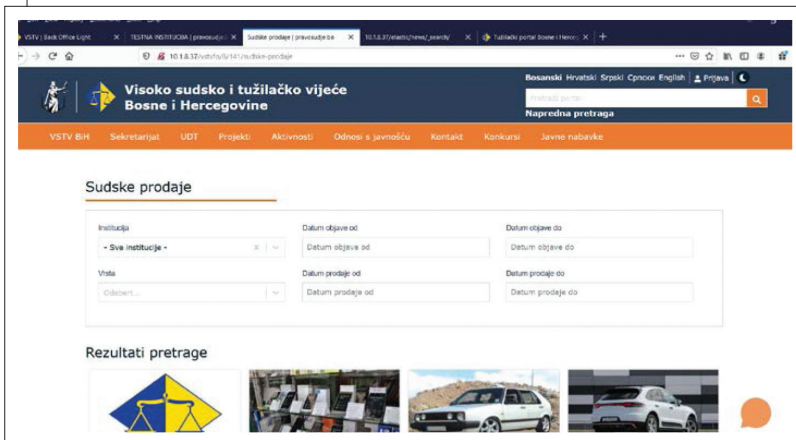 VSTV | Back Office Light
TESTNA INSTITUCIJA | pravosudje.b
Sudske prodaje | pravosudje.ba
10.1.8.37/elastic/news/_search/
Tužilački portal Bosne i Herceg
10.1.8.37/vstvfo/B/141/sudske-prodaje
Visoko sudsko i tužilačko vijeće
Bosne i Hercegovine
Bosanski Hrvatski Srpski Српски English | Prijava
Pretraži portal
Napredna pretraga
VSTV BiH Sekretarijat UDT Projekti Aktivnosti Odnosi s javnošću Kontakt Konkursi Javne nabavke
Sudske prodaje
Institucija Datum objave od Datum objave do
- Sve institucije - Datum objave od Datum objave do
Vrsta Datum prodaje od Datum prodaje do
Odaberi... Datum prodaje od Datum prodaje do
Rezultati pretrage